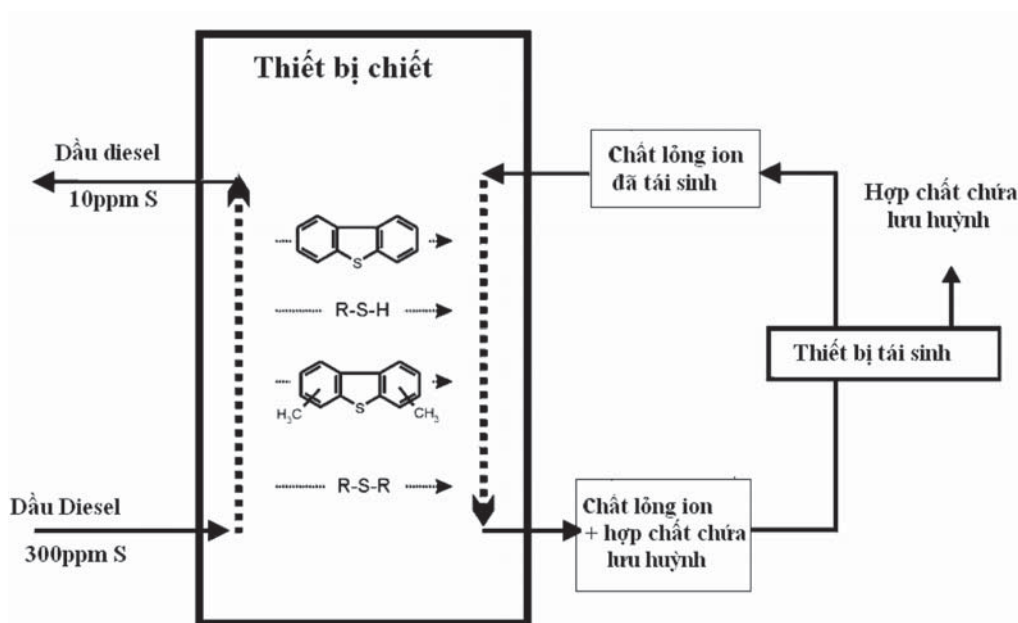 Thiết bị chiết
Dầu diesel
10ppm S
Chất lỏng ion
đã tái sinh
Hợp chất chứa
lưu huỳnh
S
R-S-H
Thiết bị tái sinh
S
H₃C
CH₃
R-S-R
Dầu Diesel
300ppm S
Chất lỏng ion
+ hợp chất chứa
lưu huỳnh